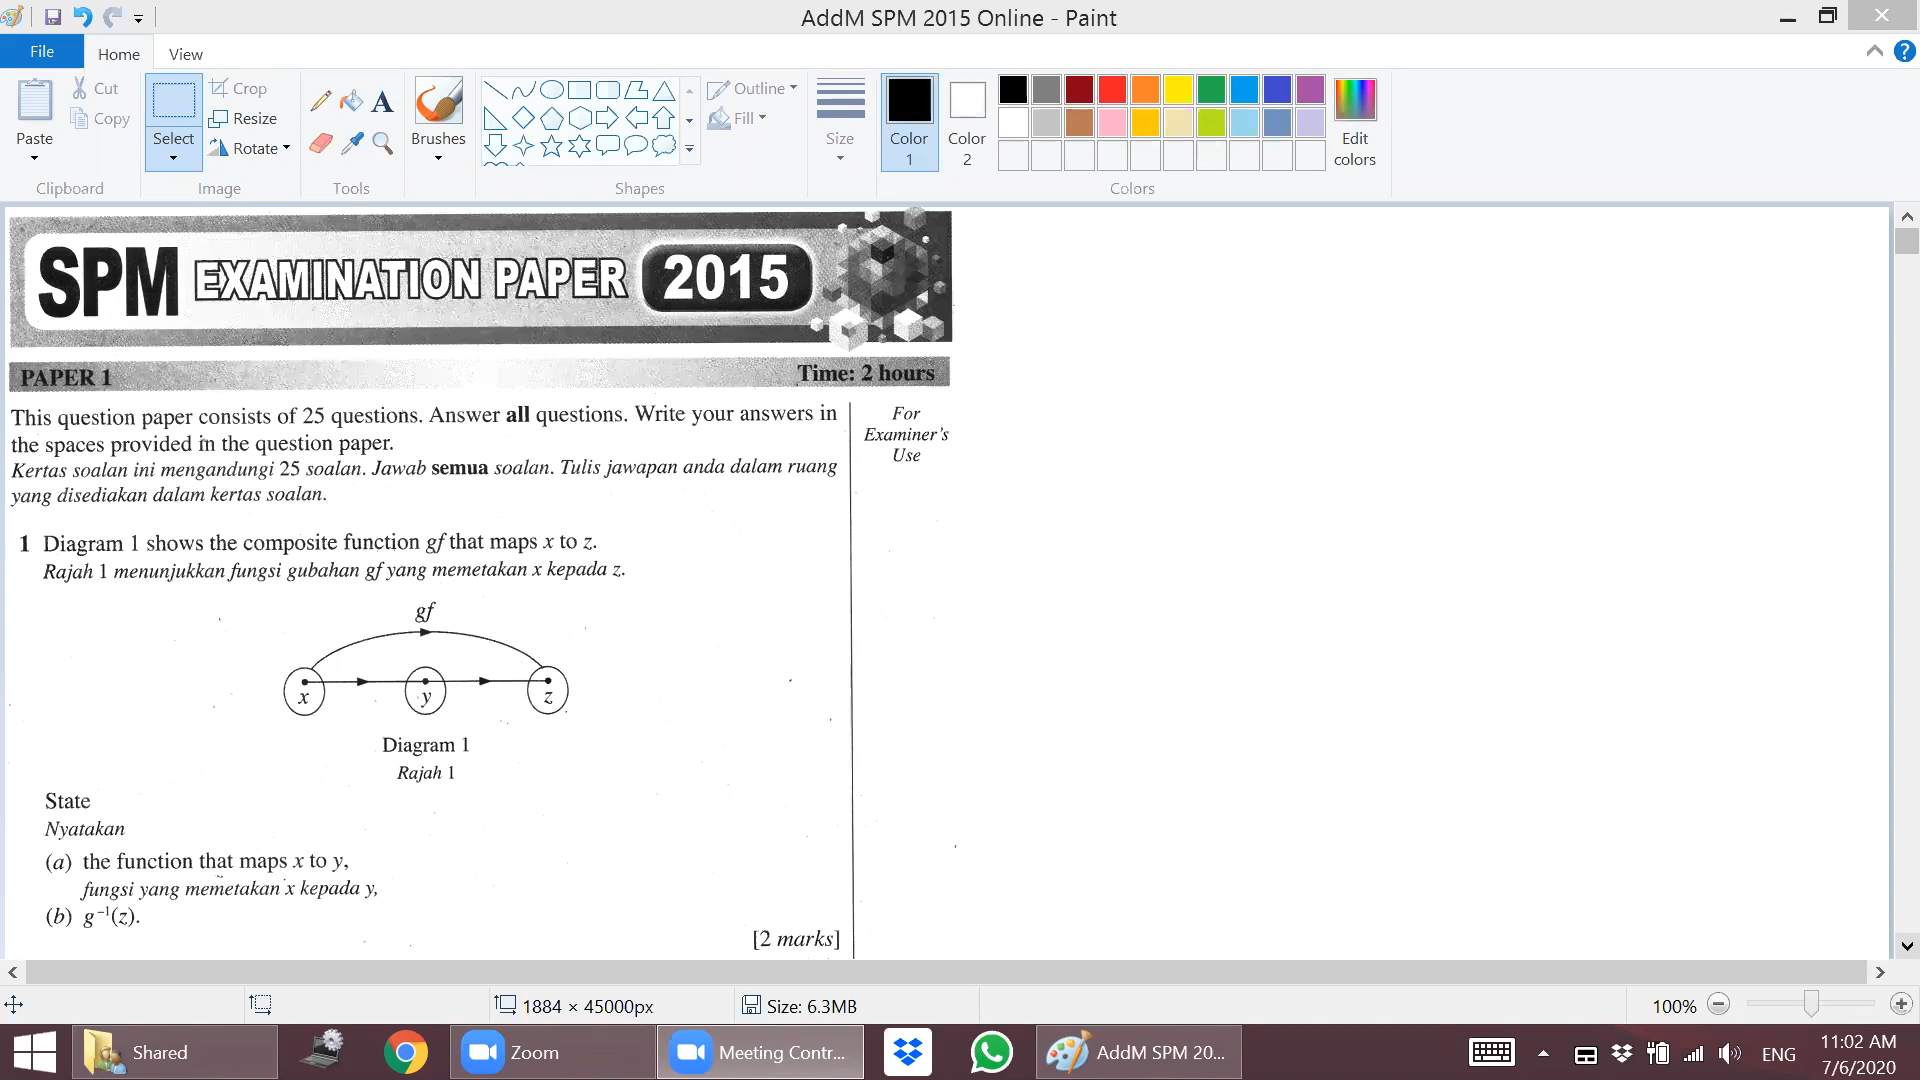 AddM SPM 2015 Online - Paint
File
Home
View
Paste
Cut
Copy
Clipboard
Select
Crop
Resize
Rotate
Image
A
Tools
Brushes
Shapes
Outline
Fill
Size
Color 1
Color 2
Edit colors
Colors
SPM EXAMINATION PAPER 2015
PAPER 1 Time: 2 hours
This question paper consists of 25 questions. Answer all questions. Write your answers in
the spaces provided in the question paper.
Kertas soalan ini mengandungi 25 soalan. Jawab semua soalan. Tulis jawapan anda dalam ruang
yang disediakan dalam kertas soalan.
For
Examiner's
Use
1 Diagram 1 shows the composite function gf that maps x to z.
Rajah 1 menunjukkan fungsi gubahan gf yang memetakan x kepada z.
gf
x y z
Diagram 1
Rajah 1
State
Nyatakan
(a) the function that maps x to y,
fungsi yang memetakan x kepada y,
(b) g⁻¹(z).
[2 marks]
1884 × 45000px
Size: 6.3MB
100%
Shared
Zoom
Meeting Contr...
AddM SPM 20...
ENG
11:02 AM
7/6/2020